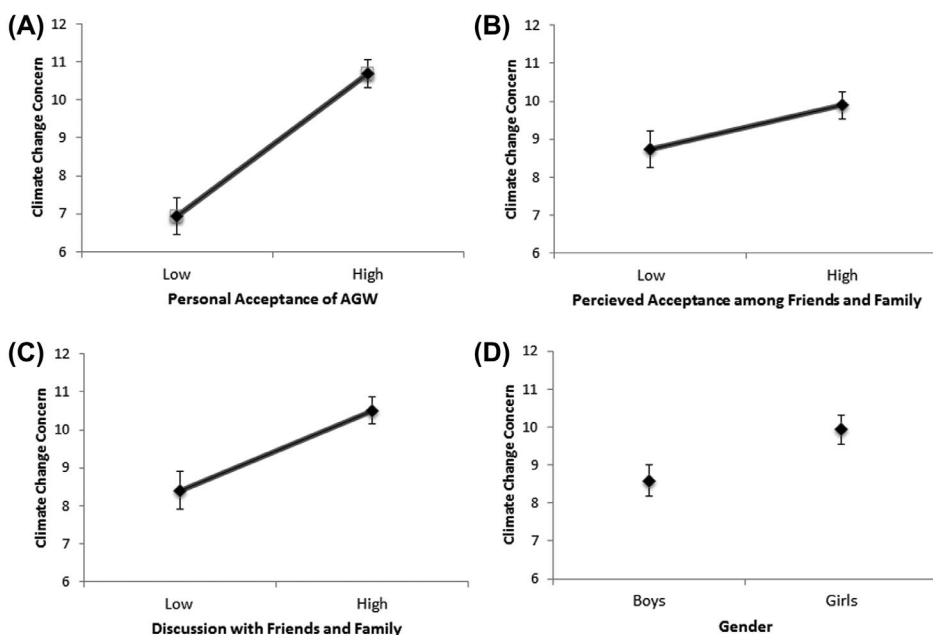 (A)
12
11
10
9
8
7
6
Climate Change Concern
Low High
Personal Acceptance of AGW
(B)
12
11
10
9
8
7
6
Climate Change Concern
Low High
Percieved Acceptance among Friends and Family
(C)
12
11
10
9
8
7
6
Climate Change Concern
Low High
Discussion with Friends and Family
(D)
12
11
10
9
8
7
6
Climate Change Concern
Boys Girls
Gender